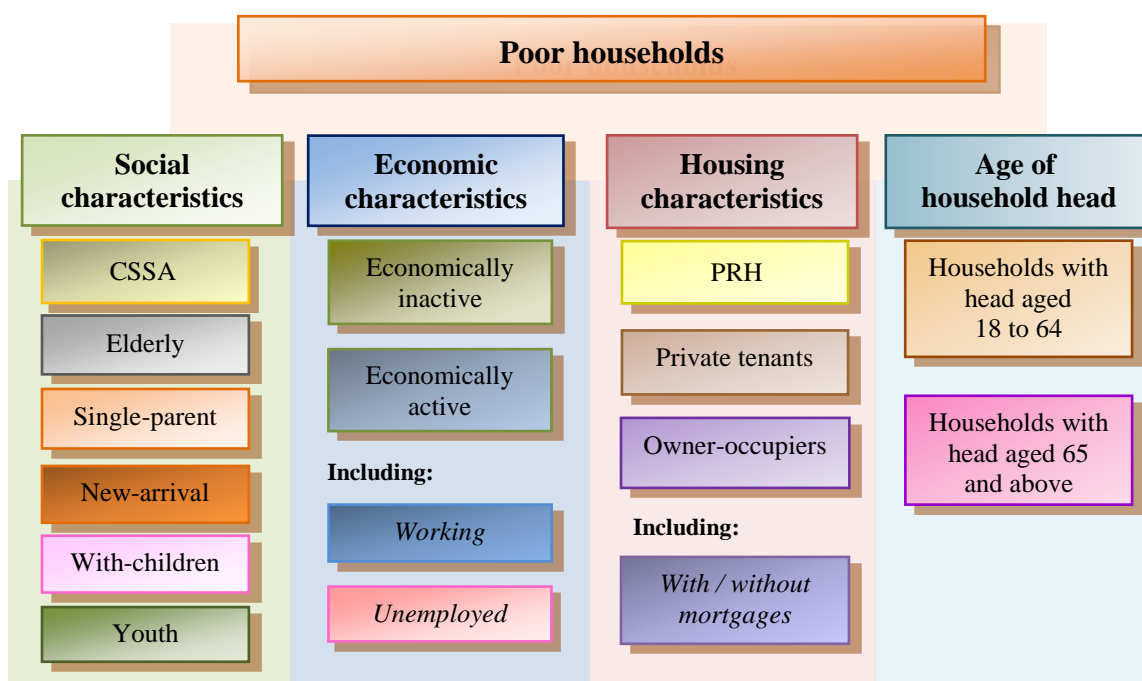 Poor households
Social
characteristics
CSSA
Elderly
Single-parent
New-arrival
With-children
Youth
Economic
characteristics
Economically
inactive
Economically
active
Including:
Working
Unemployed
Housing
characteristics
PRH
Private tenants
Owner-occupiers
Including:
With / without
mortgages
Age of
household head
Households with
head aged
18 to 64
Households with
head aged 65
and above